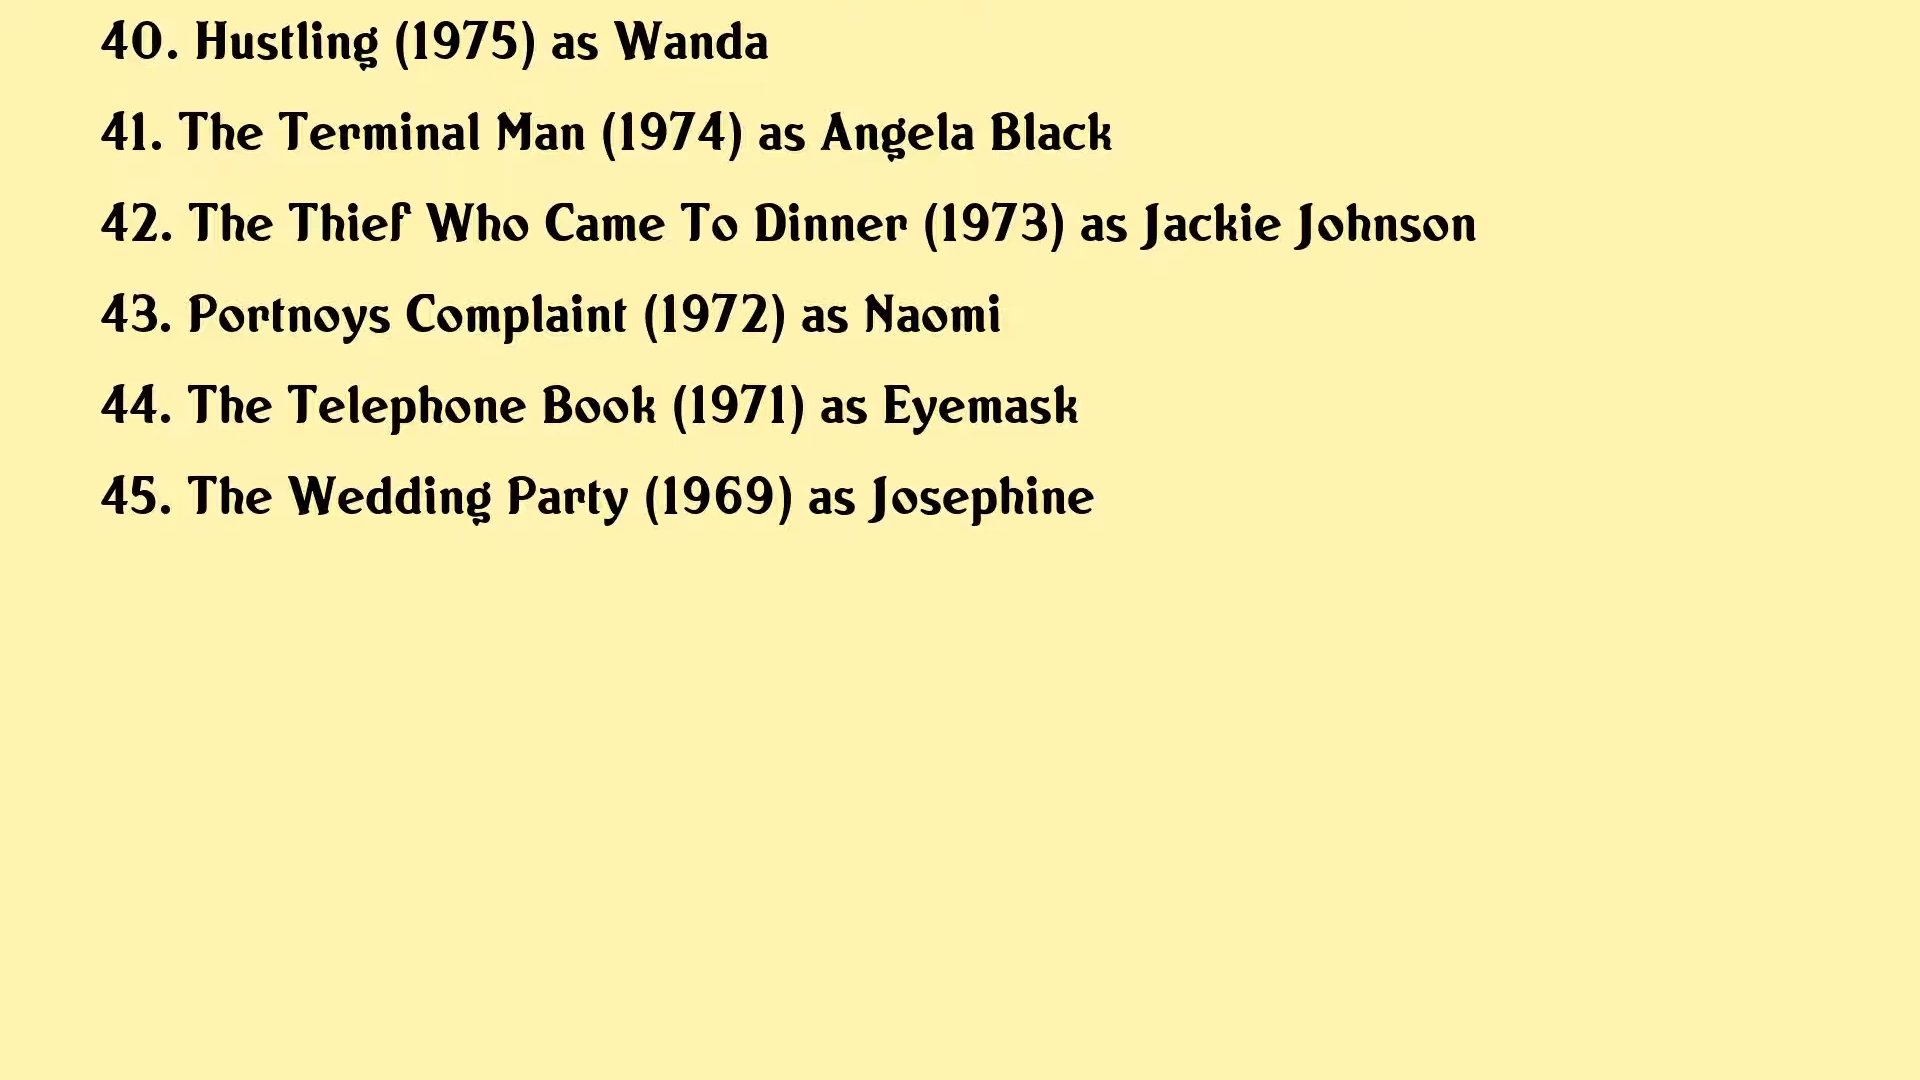 40. Hustling (1975) as Wanda
41. The Terminal Man (1974) as Angela Black
42. The Thief Who Came To Dinner (1973) as Jackie Johnson
43. Portnoys Complaint (1972) as Naomi
44. The Telephone Book (1971) as Eyemask
45. The Wedding Party (1969) as Josephine